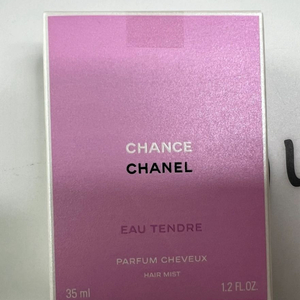 CHANCE
CHANEL
EAU TENDRE
PARFUM CHEVEUX
HAIR MIST
35 ml 1.2 FL.OZ.